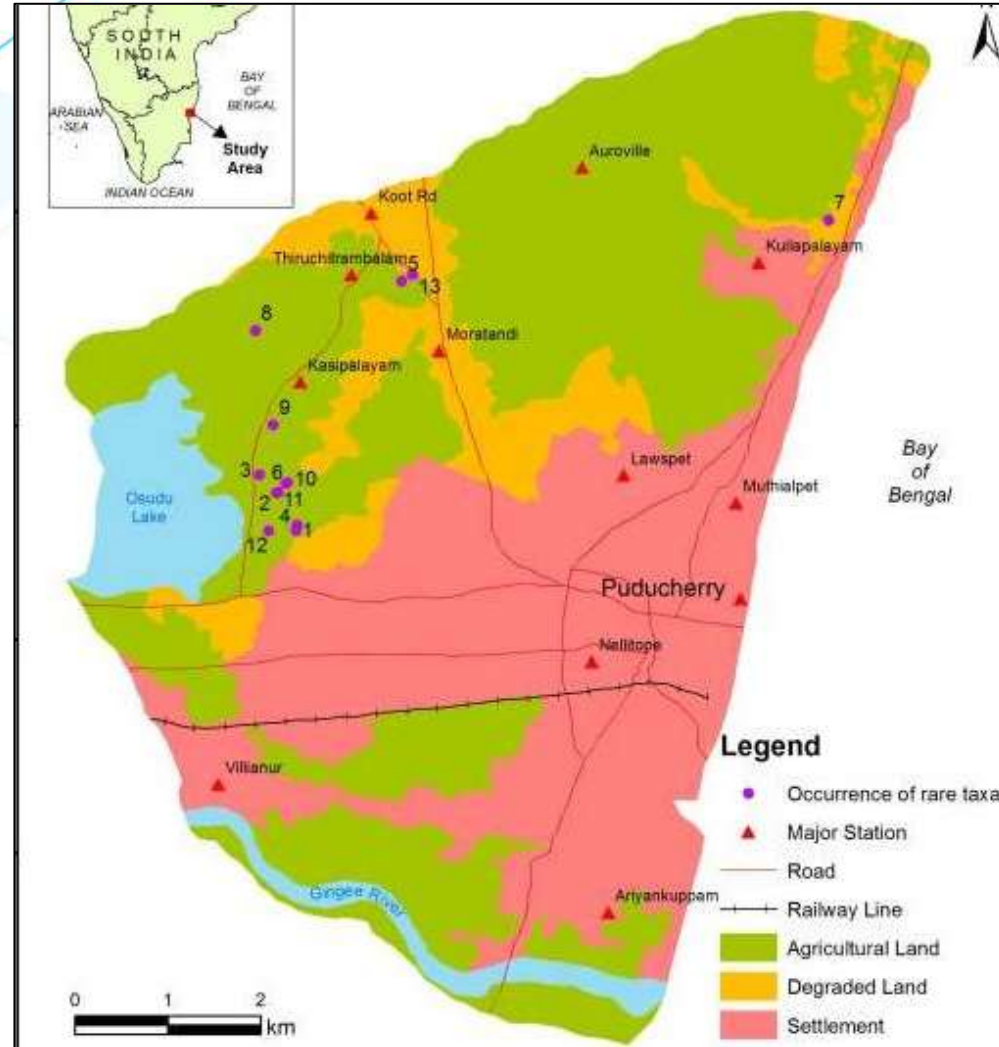 SOUTH
INDIA
BAY
OF
BENGAL
ARABIAN
SEA
Study
Area
INDIAN OCEAN
Auroville
Koot Rd
7
Kuilapalayam
Thiruchitrambalam
5
13
8
Moratandi
Kasipalayam
9
Lawspet
3
6
10
2
11
Muthialpet
Bay
of
Bengal
Osudu
Lake
4
1
12
Puducherry
Nellitope
Villianur
Gingee River
Ariyankuppam
Legend
Occurrence of rare taxa
Major Station
Road
Railway Line
Agricultural Land
Degraded Land
Settlement
0 1 2
km